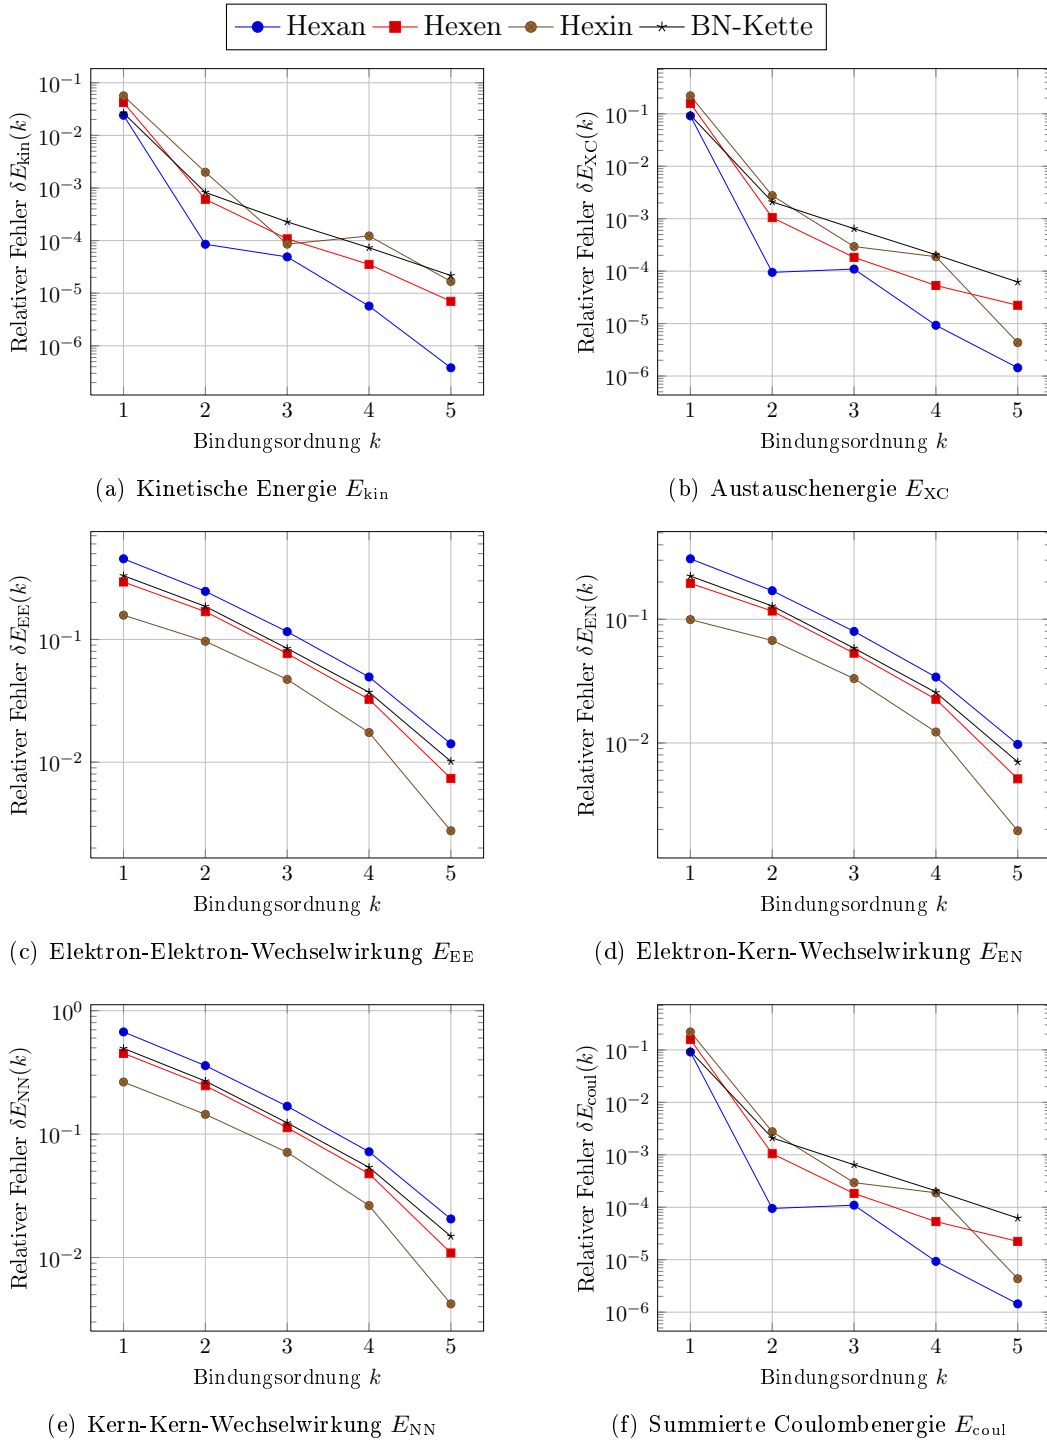 Hexan Hexen Hexin BN-Kette
Relativer Fehler δE_kin(k)
10^−1
10^−2
10^−3
10^−4
10^−5
10^−6
1 2 3 4 5
Bindungsordnung k
(a) Kinetische Energie E_kin
Relativer Fehler δE_XC(k)
10^−1
10^−2
10^−3
10^−4
10^−5
10^−6
1 2 3 4 5
Bindungsordnung k
(b) Austauschenergie E_XC
Relativer Fehler δE_EE(k)
10^−1
10^−2
1 2 3 4 5
Bindungsordnung k
(c) Elektron-Elektron-Wechselwirkung E_EE
Relativer Fehler δE_EN(k)
10^−1
10^−2
1 2 3 4 5
Bindungsordnung k
(d) Elektron-Kern-Wechselwirkung E_EN
Relativer Fehler δE_NN(k)
10^0
10^−1
10^−2
1 2 3 4 5
Bindungsordnung k
(e) Kern-Kern-Wechselwirkung E_NN
Relativer Fehler δE_coul(k)
10^−1
10^−2
10^−3
10^−4
10^−5
10^−6
1 2 3 4 5
Bindungsordnung k
(f) Summierte Coulombenergie E_coul